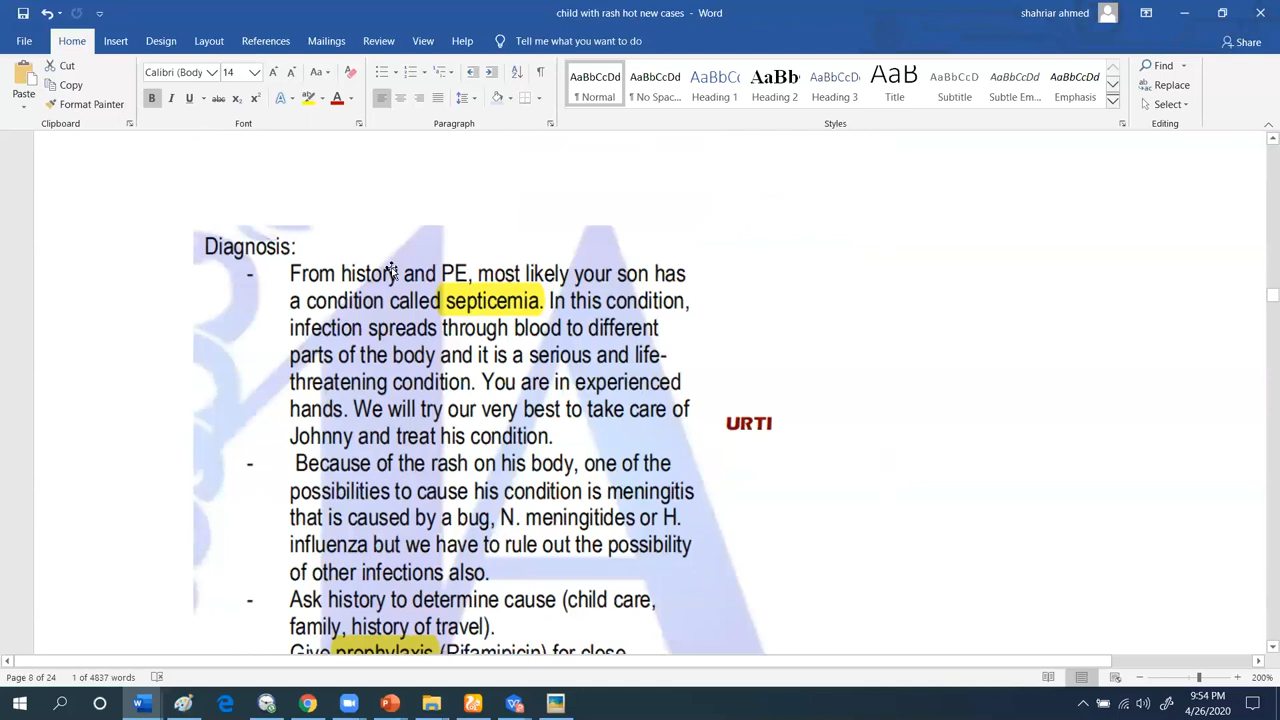 child with rash hot new cases - Word
shahriar ahmed
File Home Insert Design Layout References Mailings Review View Help Tell me what you want to do Share
Paste Cut Copy Format Painter Clipboard
Calibri (Body 14 Font
Paragraph
AaBbCcDd ¶ Normal
AaBbCcDd ¶ No Spac...
AaBbCc Heading 1
AaBb Heading 2
AaBbCcl Heading 3
AaB Title
AaBbCcD Subtitle
AaBbCcDd Subtle Em...
AaBbCcDd Emphasis
Styles
Find Replace Select Editing
Diagnosis:
- From history and PE, most likely your son has
a condition called septicemia. In this condition,
infection spreads through blood to different
parts of the body and it is a serious and life-
threatening condition. You are in experienced
hands. We will try our very best to take care of
Johnny and treat his condition.
- Because of the rash on his body, one of the
possibilities to cause his condition is meningitis
that is caused by a bug, N. meningitides or H.
influenza but we have to rule out the possibility
of other infections also.
- Ask history to determine cause (child care,
family, history of travel).
Give prophylaxis (Rifamipicin) for close
URTI
Page 8 of 24 1 of 4837 words 200%
9:54 PM
4/26/2020